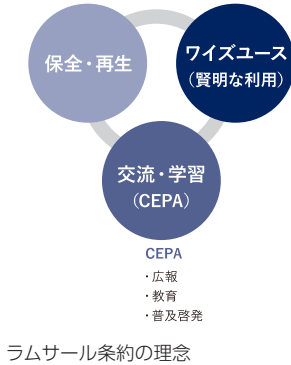 保全・再生
ワイズユース
（賢明な利用）
交流・学習
（CEPA）
CEPA
・広報
・教育
・普及啓発
ラムサール条約の理念